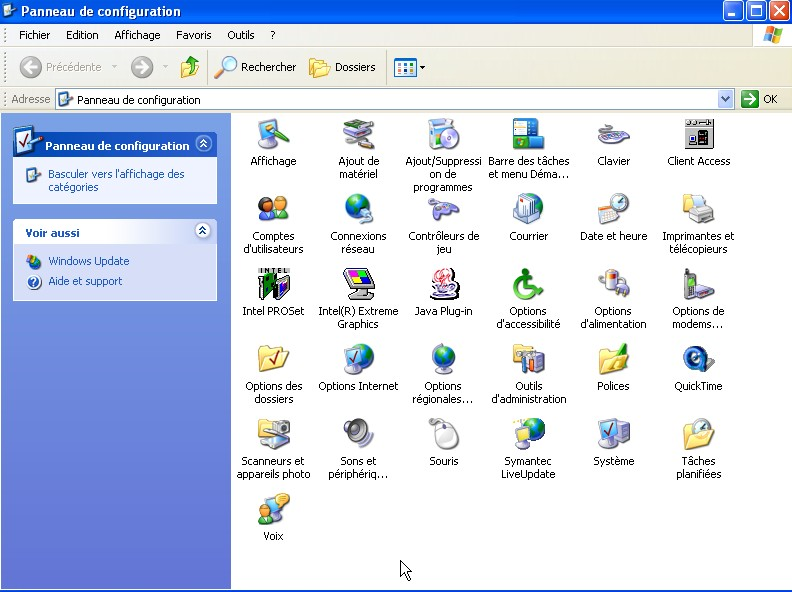 Panneau de configuration
Fichier Edition Affichage Favoris Outils ?
Précédente Rechercher Dossiers
Adresse Panneau de configuration OK
Panneau de configuration
Basculer vers l'affichage des
catégories
Voir aussi
Windows Update
Aide et support
Affichage
Ajout de
matériel
Ajout/Suppressi
on de
programmes
Barre des tâches
et menu Déma...
Clavier
Client Access
Comptes
d'utilisateurs
Connexions
réseau
Contrôleurs de
jeu
Courrier
Date et heure
Imprimantes et
télécopieurs
INTEL
Intel PROSet
Intel(R) Extreme
Graphics
Java Plug-in
Options
d'accessibilité
Options
d'alimentation
Options de
modems...
Options des
dossiers
Options Internet
Options
régionales...
Outils
d'administration
Polices
QuickTime
Scanneurs et
appareils photo
Sons et
périphériq...
Souris
Symantec
LiveUpdate
Système
Tâches
planifiées
Voix